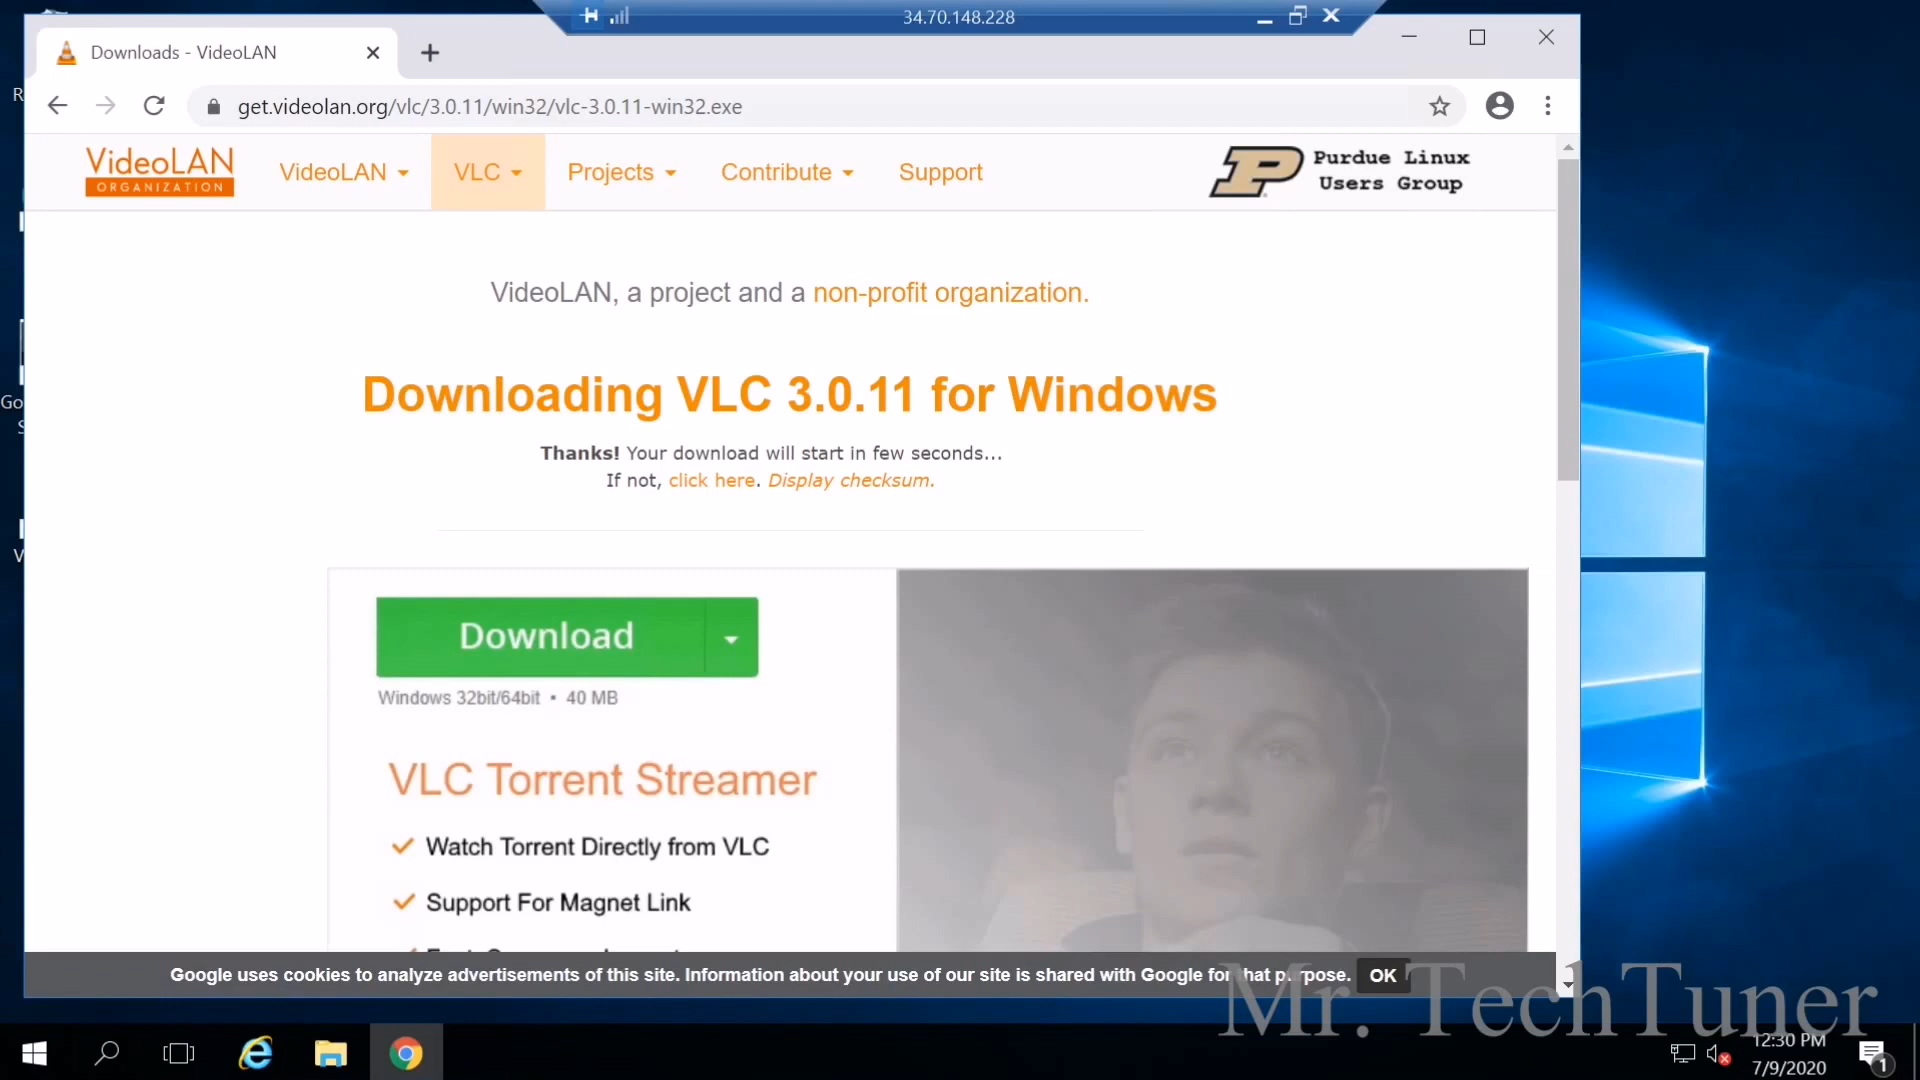 34.70.148.228
Downloads - VideoLAN
get.videolan.org/vlc/3.0.11/win32/vlc-3.0.11-win32.exe
VideoLAN
ORGANIZATION
VideoLAN
VLC
Projects
Contribute
Support
P
Purdue Linux
Users Group
VideoLAN, a project and a non-profit organization.
Downloading VLC 3.0.11 for Windows
Thanks! Your download will start in few seconds...
If not, click here. Display checksum.
Download
Windows 32bit/64bit • 40 MB
VLC Torrent Streamer
Watch Torrent Directly from VLC
Support For Magnet Link
Google uses cookies to analyze advertisements of this site. Information about your use of our site is shared with Google for that purpose.
OK
Mr. TechTuner
12:30 PM
7/9/2020
1
R
Go
S
V